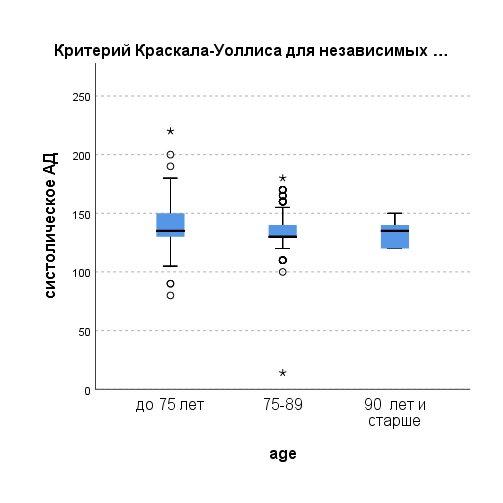 Критерий Краскала-Уоллиса для независимых ...
систолическое АД
250
200
150
100
50
0
до 75 лет
75-89
90 лет и
старше
age